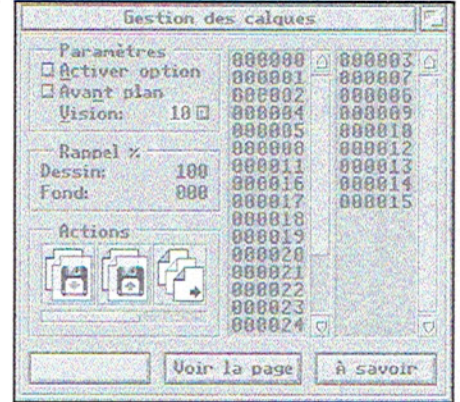 Gestion des calques
Paramètres
Activer option
Avant plan
Vision: 10
Rappel %
Dessin: 100
Fond: 000
Actions
000000
000001
000002
000004
000005
000008
000011
000016
000017
000018
000019
000020
000021
000022
000023
000024
000003
000007
000006
000009
000010
000012
000013
000014
000015
Voir la page
À savoir